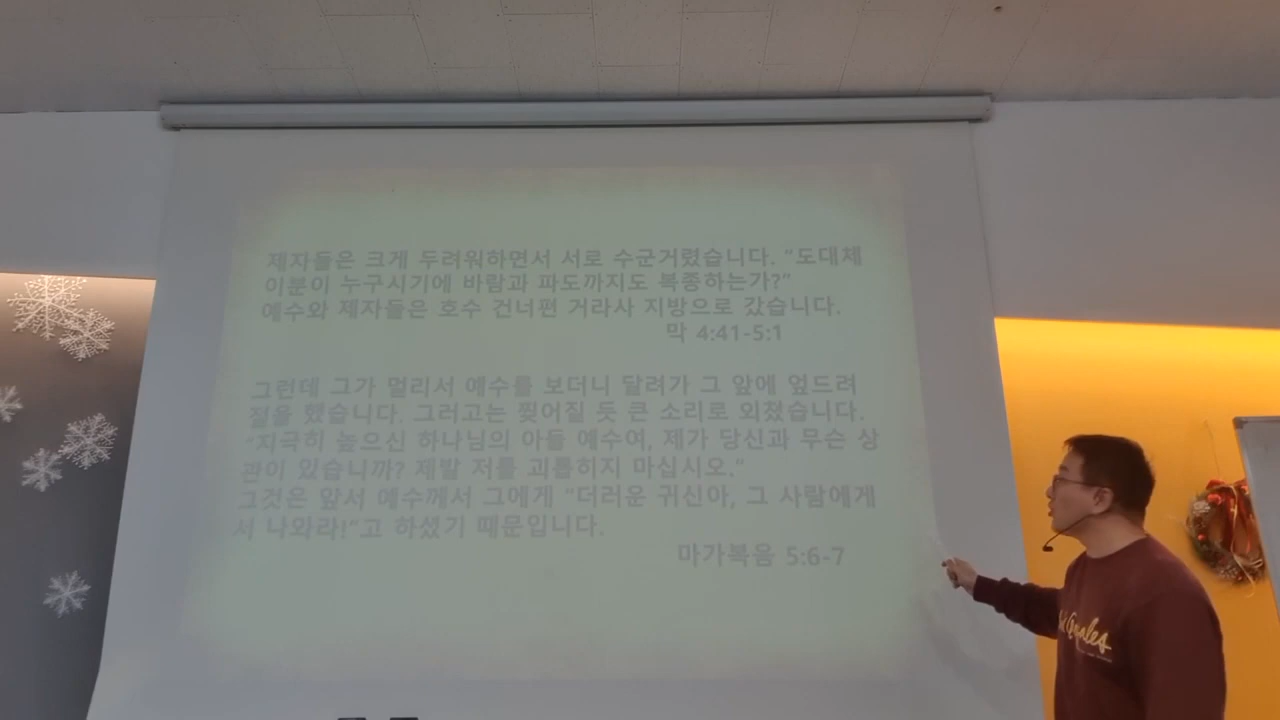 제자들은 크게 두려워하면서 서로 수군거렸습니다. “도대체
이분이 누구시기에 바람과 파도까지도 복종하는가?”
예수와 제자들은 호수 건너편 거라사 지방으로 갔습니다.
막 4:41-5:1
그런데 그가 멀리서 예수를 보더니 달려가 그 앞에 엎드려
절을 했습니다. 그러고는 찢어질 듯 큰 소리로 외쳤습니다.
“지극히 높으신 하나님의 아들 예수여, 제가 당신과 무슨 상
관이 있습니까? 제발 저를 괴롭히지 마십시오.”
그것은 앞서 예수께서 그에게 “더러운 귀신아, 그 사람에게
서 나와라!”고 하셨기 때문입니다.
마가복음 5:6-7